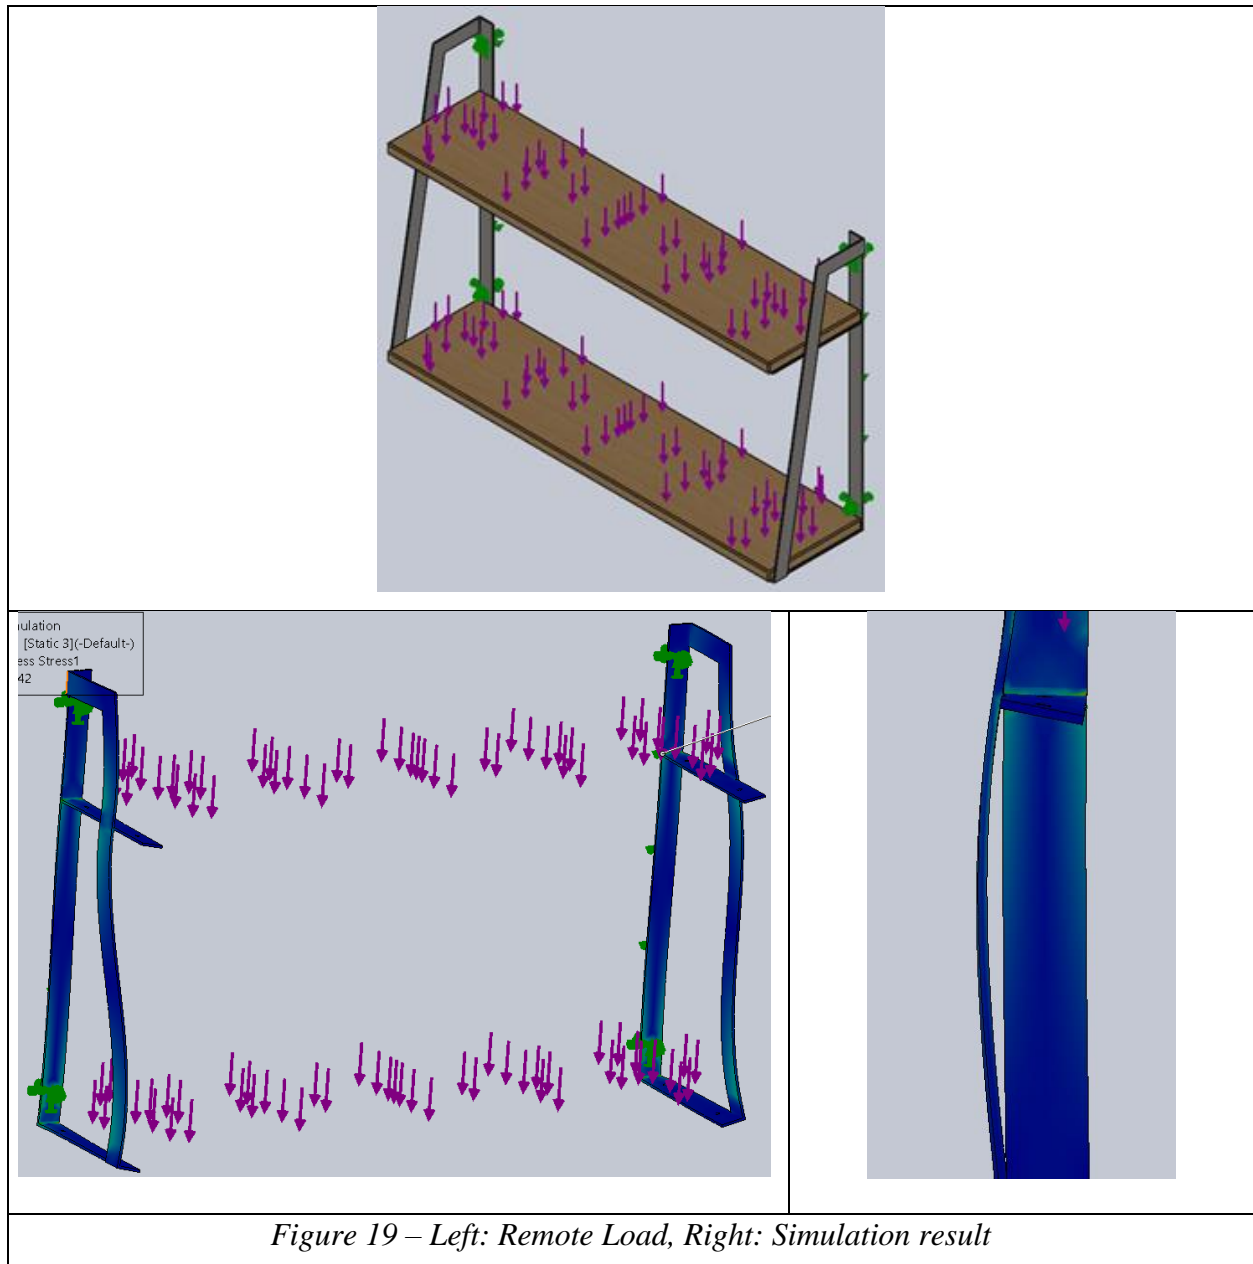 ulation
[Static 3](-Default-)
ess Stress1
42
Figure 19 – Left: Remote Load, Right: Simulation result